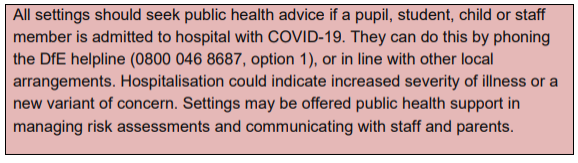 All settings should seek public health advice if a pupil, student, child or staff
member is admitted to hospital with COVID-19. They can do this by phoning
the DfE helpline (0800 046 8687, option 1), or in line with other local
arrangements. Hospitalisation could indicate increased severity of illness or a
new variant of concern. Settings may be offered public health support in
managing risk assessments and communicating with staff and parents.